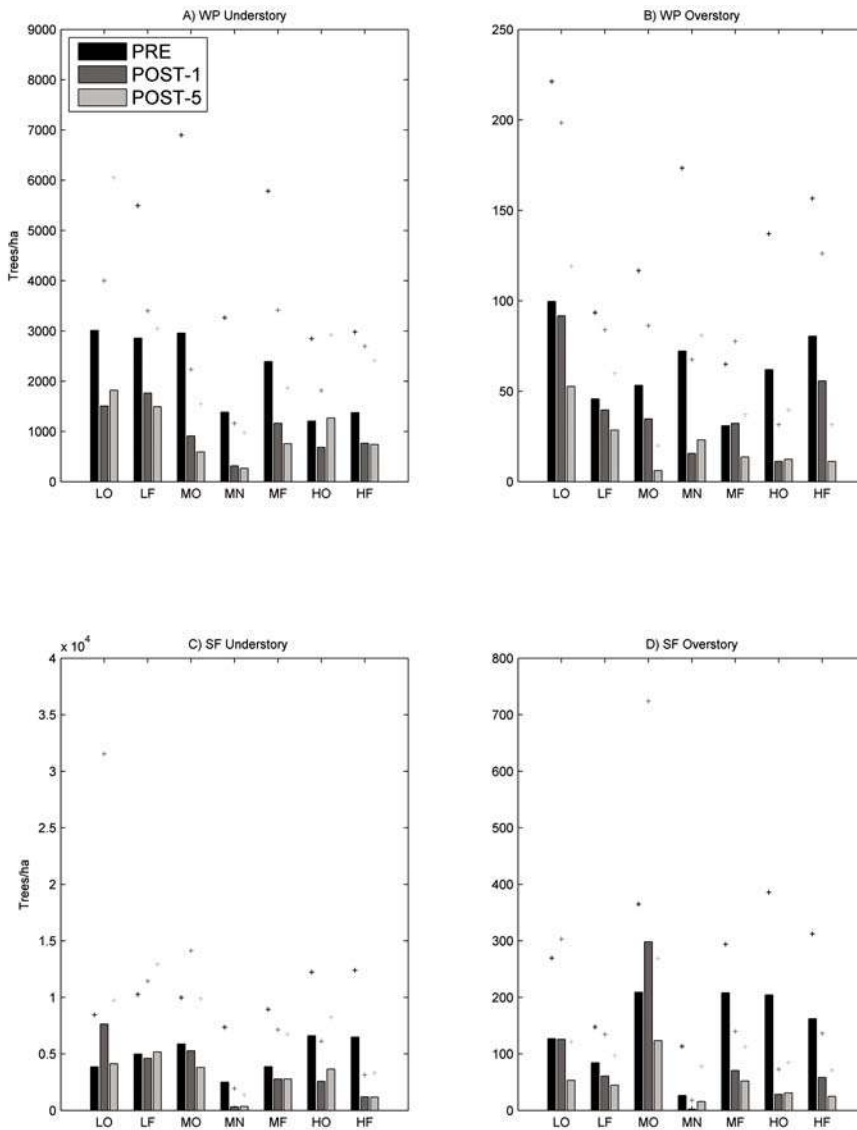 A) WP Understory
9000
8000
7000
6000
5000
4000
3000
2000
1000
0
Trees/ha
PRE
POST-1
POST-5
LO LF MO MN MF HO HF
B) WP Overstory
250
200
150
100
50
0
LO LF MO MN MF HO HF
C) SF Understory
x 10^4
4
3.5
3
2.5
2
1.5
1
0.5
0
Trees/ha
LO LF MO MN MF HO HF
D) SF Overstory
800
700
600
500
400
300
200
100
0
LO LF MO MN MF HO HF